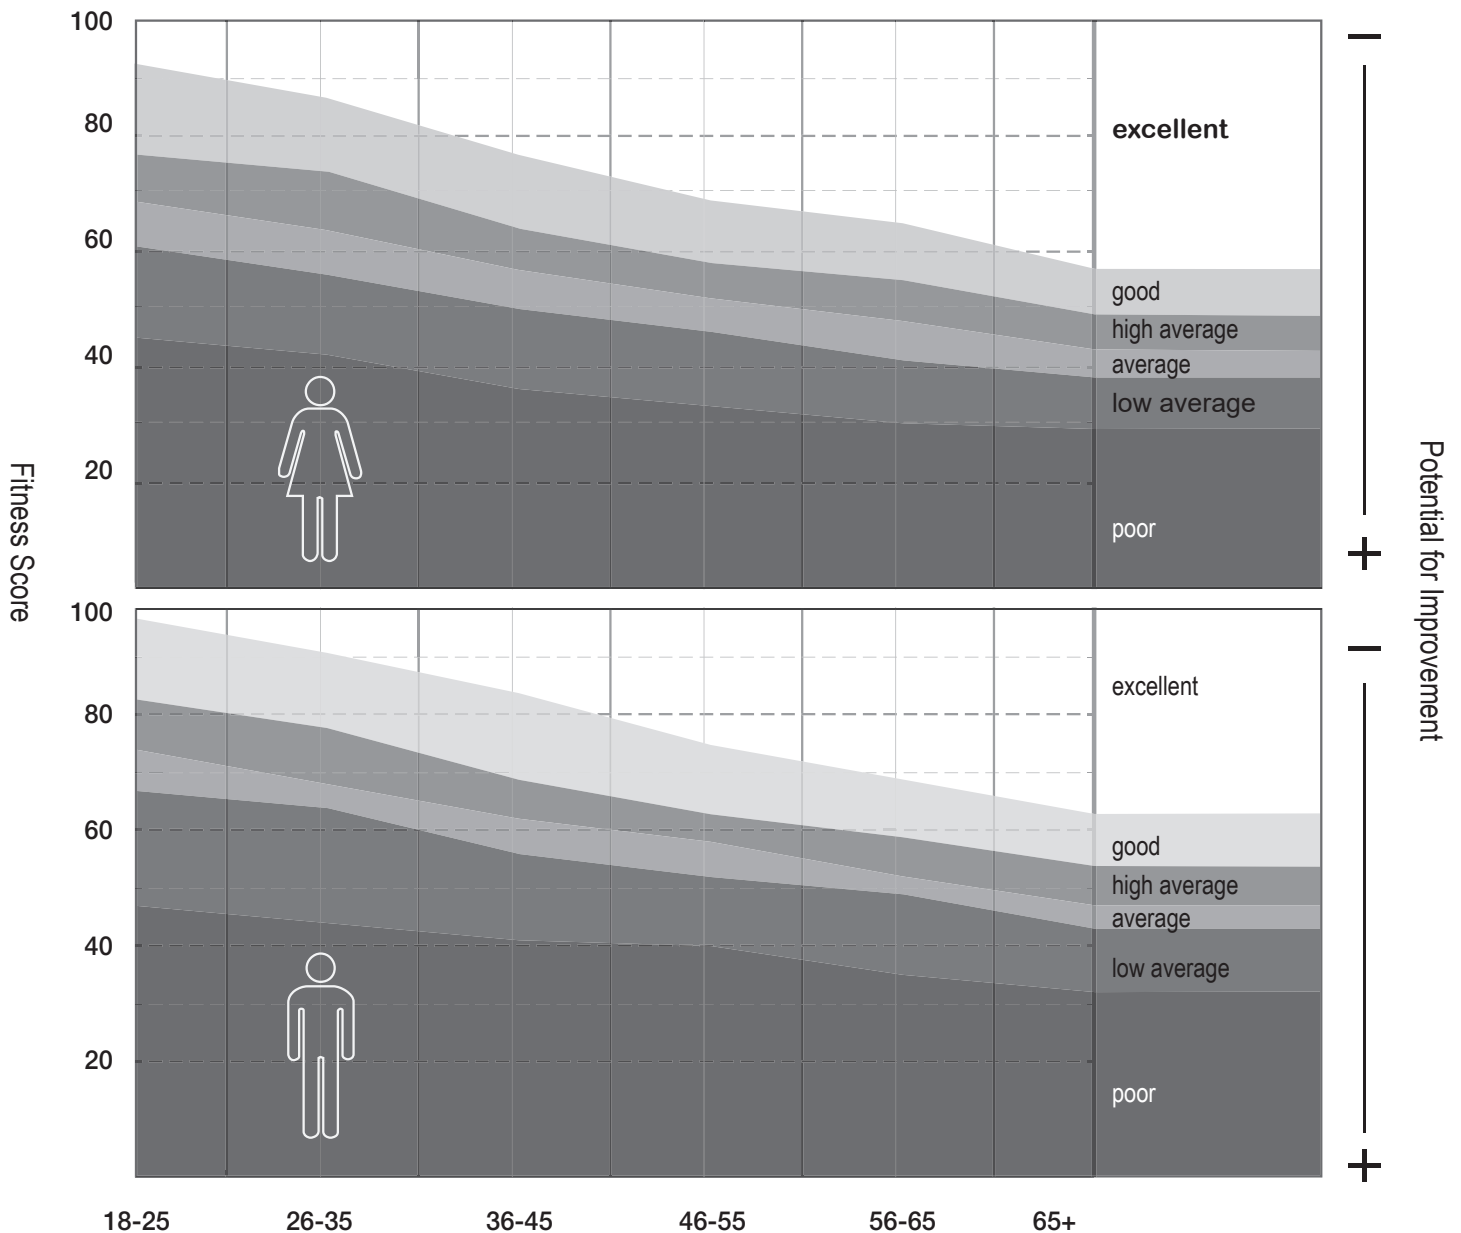 100
80
60
40
20
excellent
good
high average
average
low average
poor
Fitness Score
Potential for Improvement
100
80
60
40
20
excellent
good
high average
average
low average
poor
18-25 26-35 36-45 46-55 56-65 65+